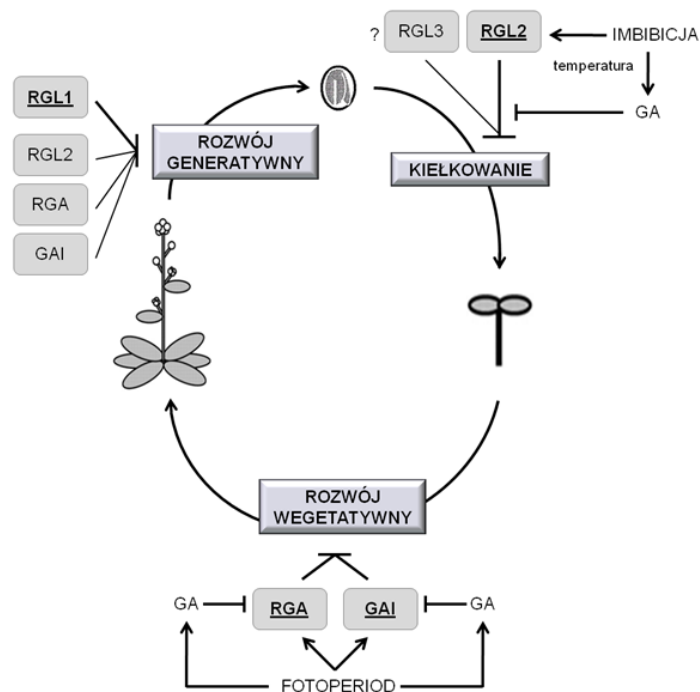 ? RGL3 RGL2 IMBIBICJA
temperatura
GA
RGL1
RGL2
RGA
GAI
ROZWÓJ
GENERATYWNY
KIEŁKOWANIE
ROZWÓJ
WEGETATYWNY
GA RGA GAI GA
FOTOPERIOD